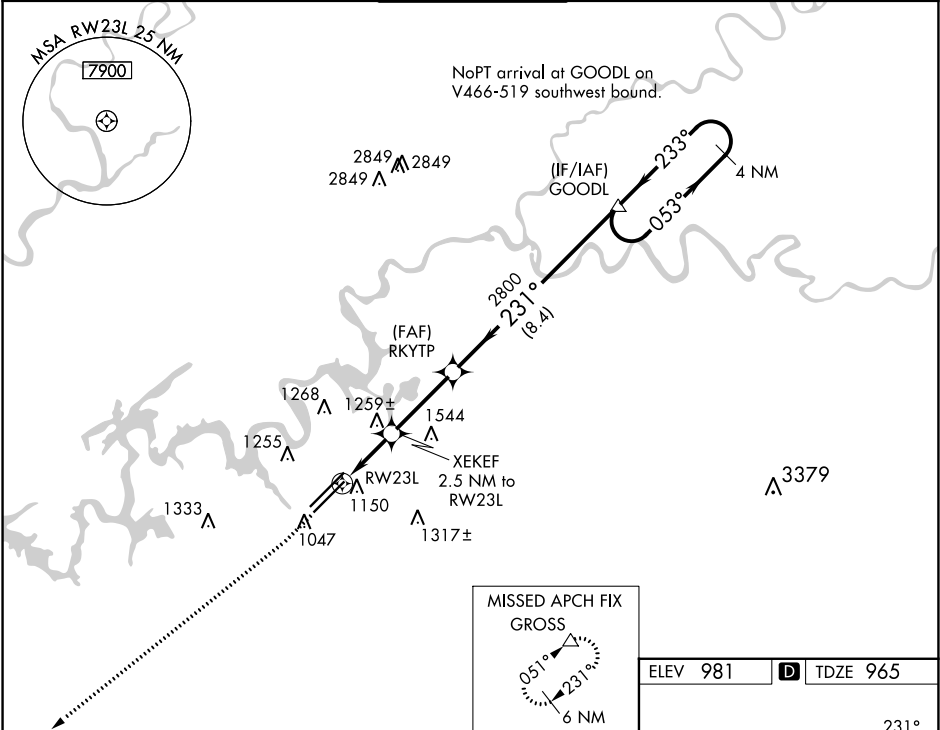 MSA RW23L 25 NM
7900
NoPT arrival at GOODL on
V466-519 southwest bound.
2849
2849
2849
(IF/IAF)
GOODL
233°
053°
4 NM
2800
231°
(8.4)
(FAF)
RKYTP
1268
1259±
1544
1255
XEKEF
2.5 NM to
RW23L
RW23L
1150
3379
1333
1047
1317±
MISSED APCH FIX
GROSS
051°
231°
6 NM
ELEV 981
D
TDZE 965
231°